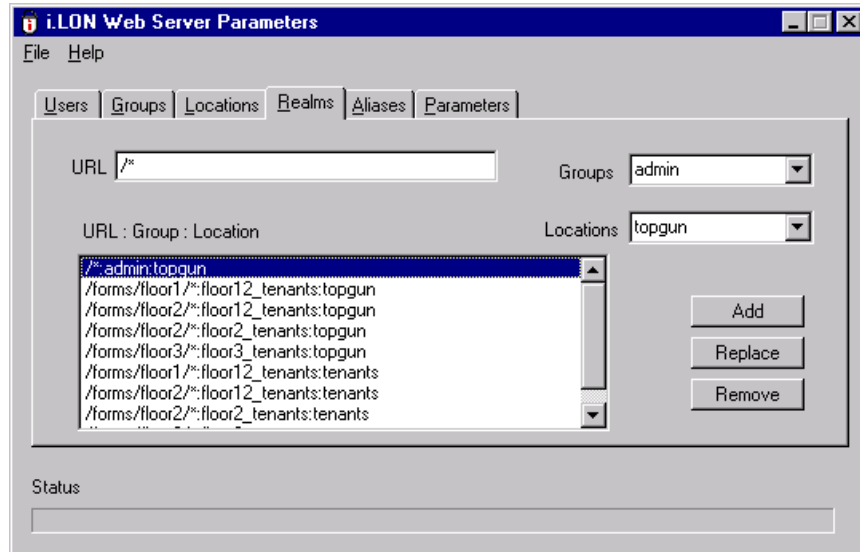 i.LON Web Server Parameters
File Help
Users Groups Locations Realms Aliases Parameters
URL /*
Groups admin
URL : Group : Location
Locations topgun
/*:admin:topgun
/forms/floor1/*:floor12_tenants:topgun
/forms/floor2/*:floor12_tenants:topgun
/forms/floor2/*:floor2_tenants:topgun
/forms/floor3/*:floor3_tenants:topgun
/forms/floor1/*:floor12_tenants:tenants
/forms/floor2/*:floor12_tenants:tenants
/forms/floor2/*:floor2_tenants:tenants
Add
Replace
Remove
Status